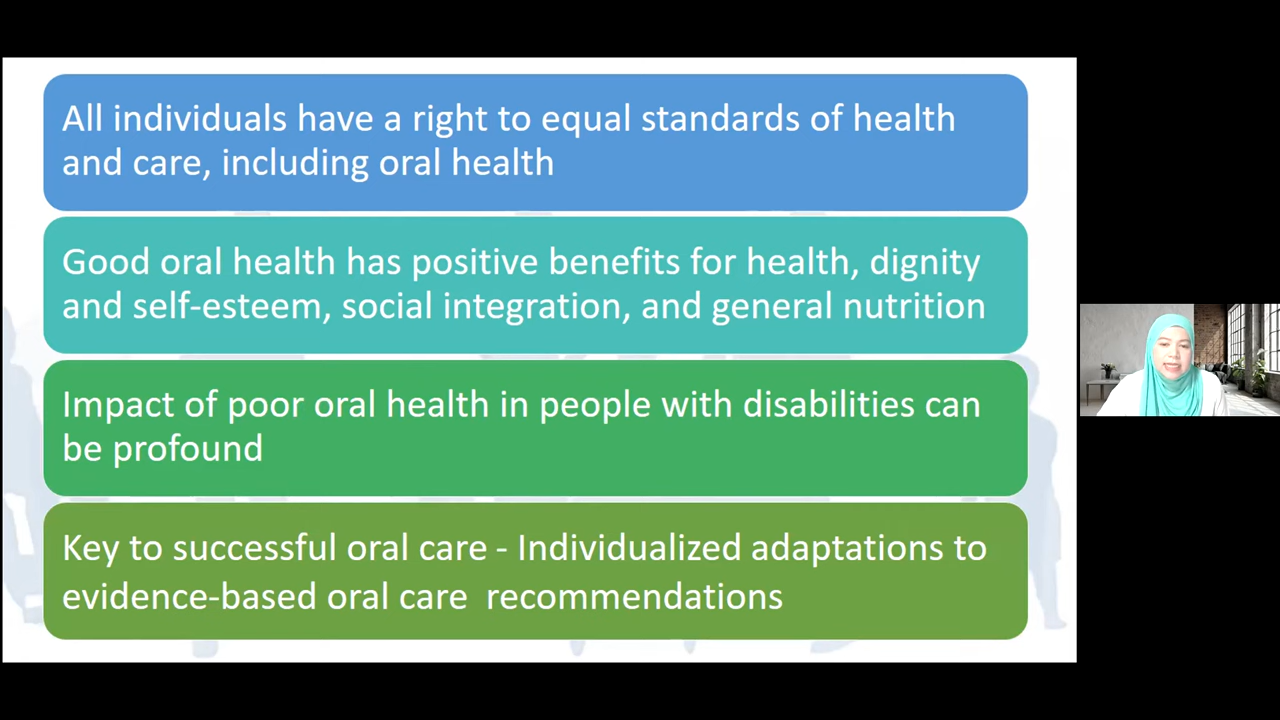 All individuals have a right to equal standards of health
and care, including oral health
Good oral health has positive benefits for health, dignity
and self-esteem, social integration, and general nutrition
Impact of poor oral health in people with disabilities can
be profound
Key to successful oral care - Individualized adaptations to
evidence-based oral care  recommendations